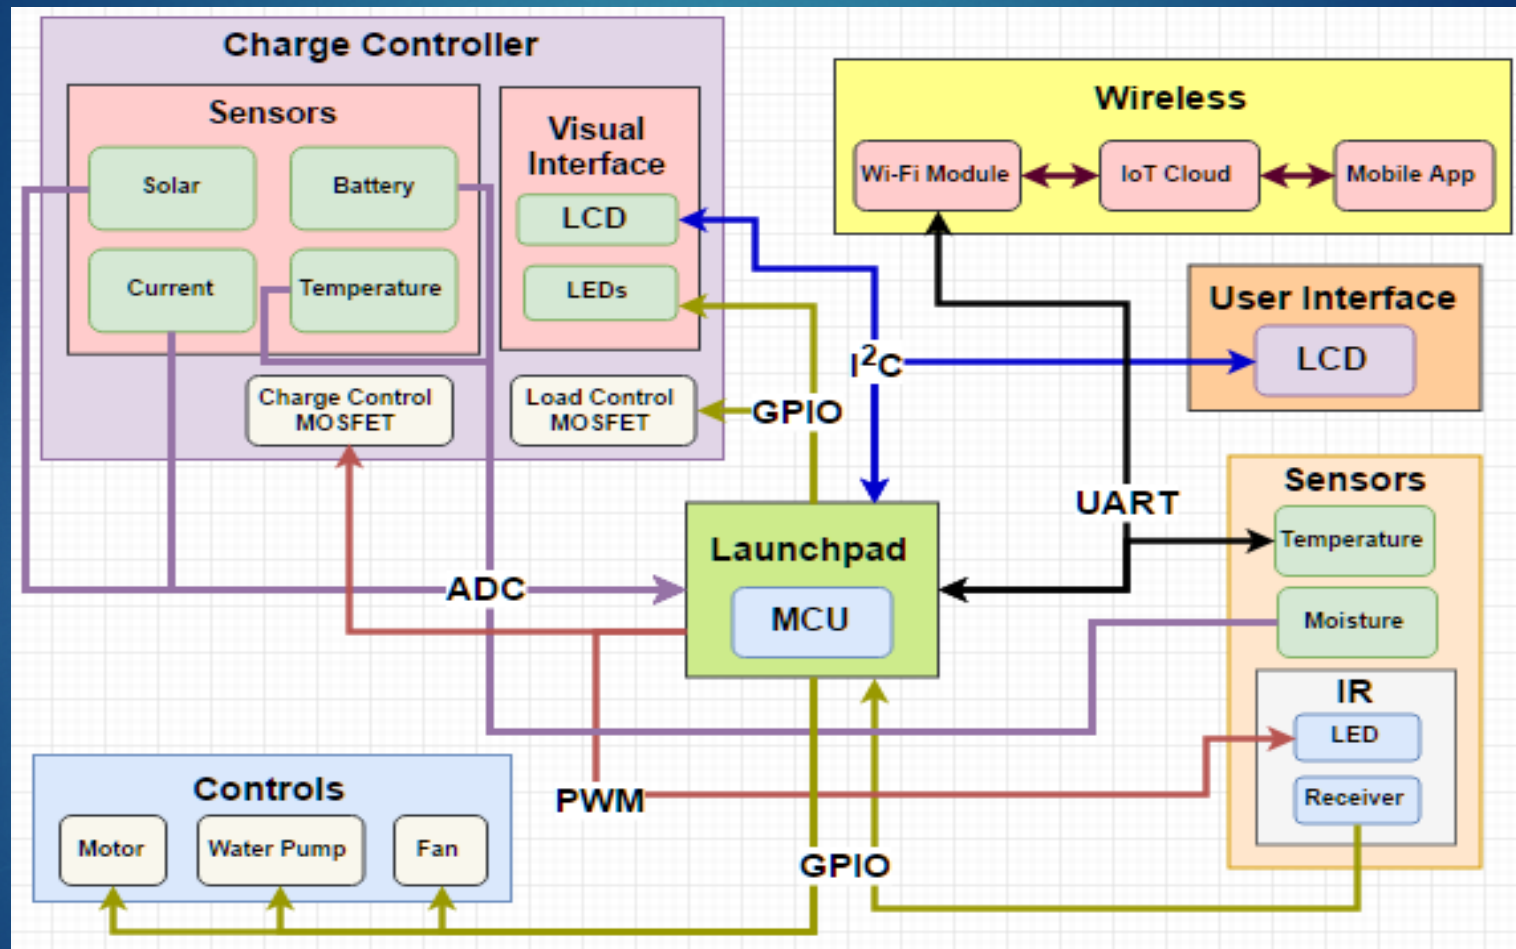 Charge Controller
Sensors
Solar
Battery
Current
Temperature
Visual
Interface
LCD
LEDs
Charge Control
MOSFET
Load Control
MOSFET
Wireless
Wi-Fi Module
IoT Cloud
Mobile App
User Interface
LCD
I²C
GPIO
UART
ADC
Launchpad
MCU
Sensors
Temperature
Moisture
IR
LED
Receiver
PWM
GPIO
Controls
Motor
Water Pump
Fan